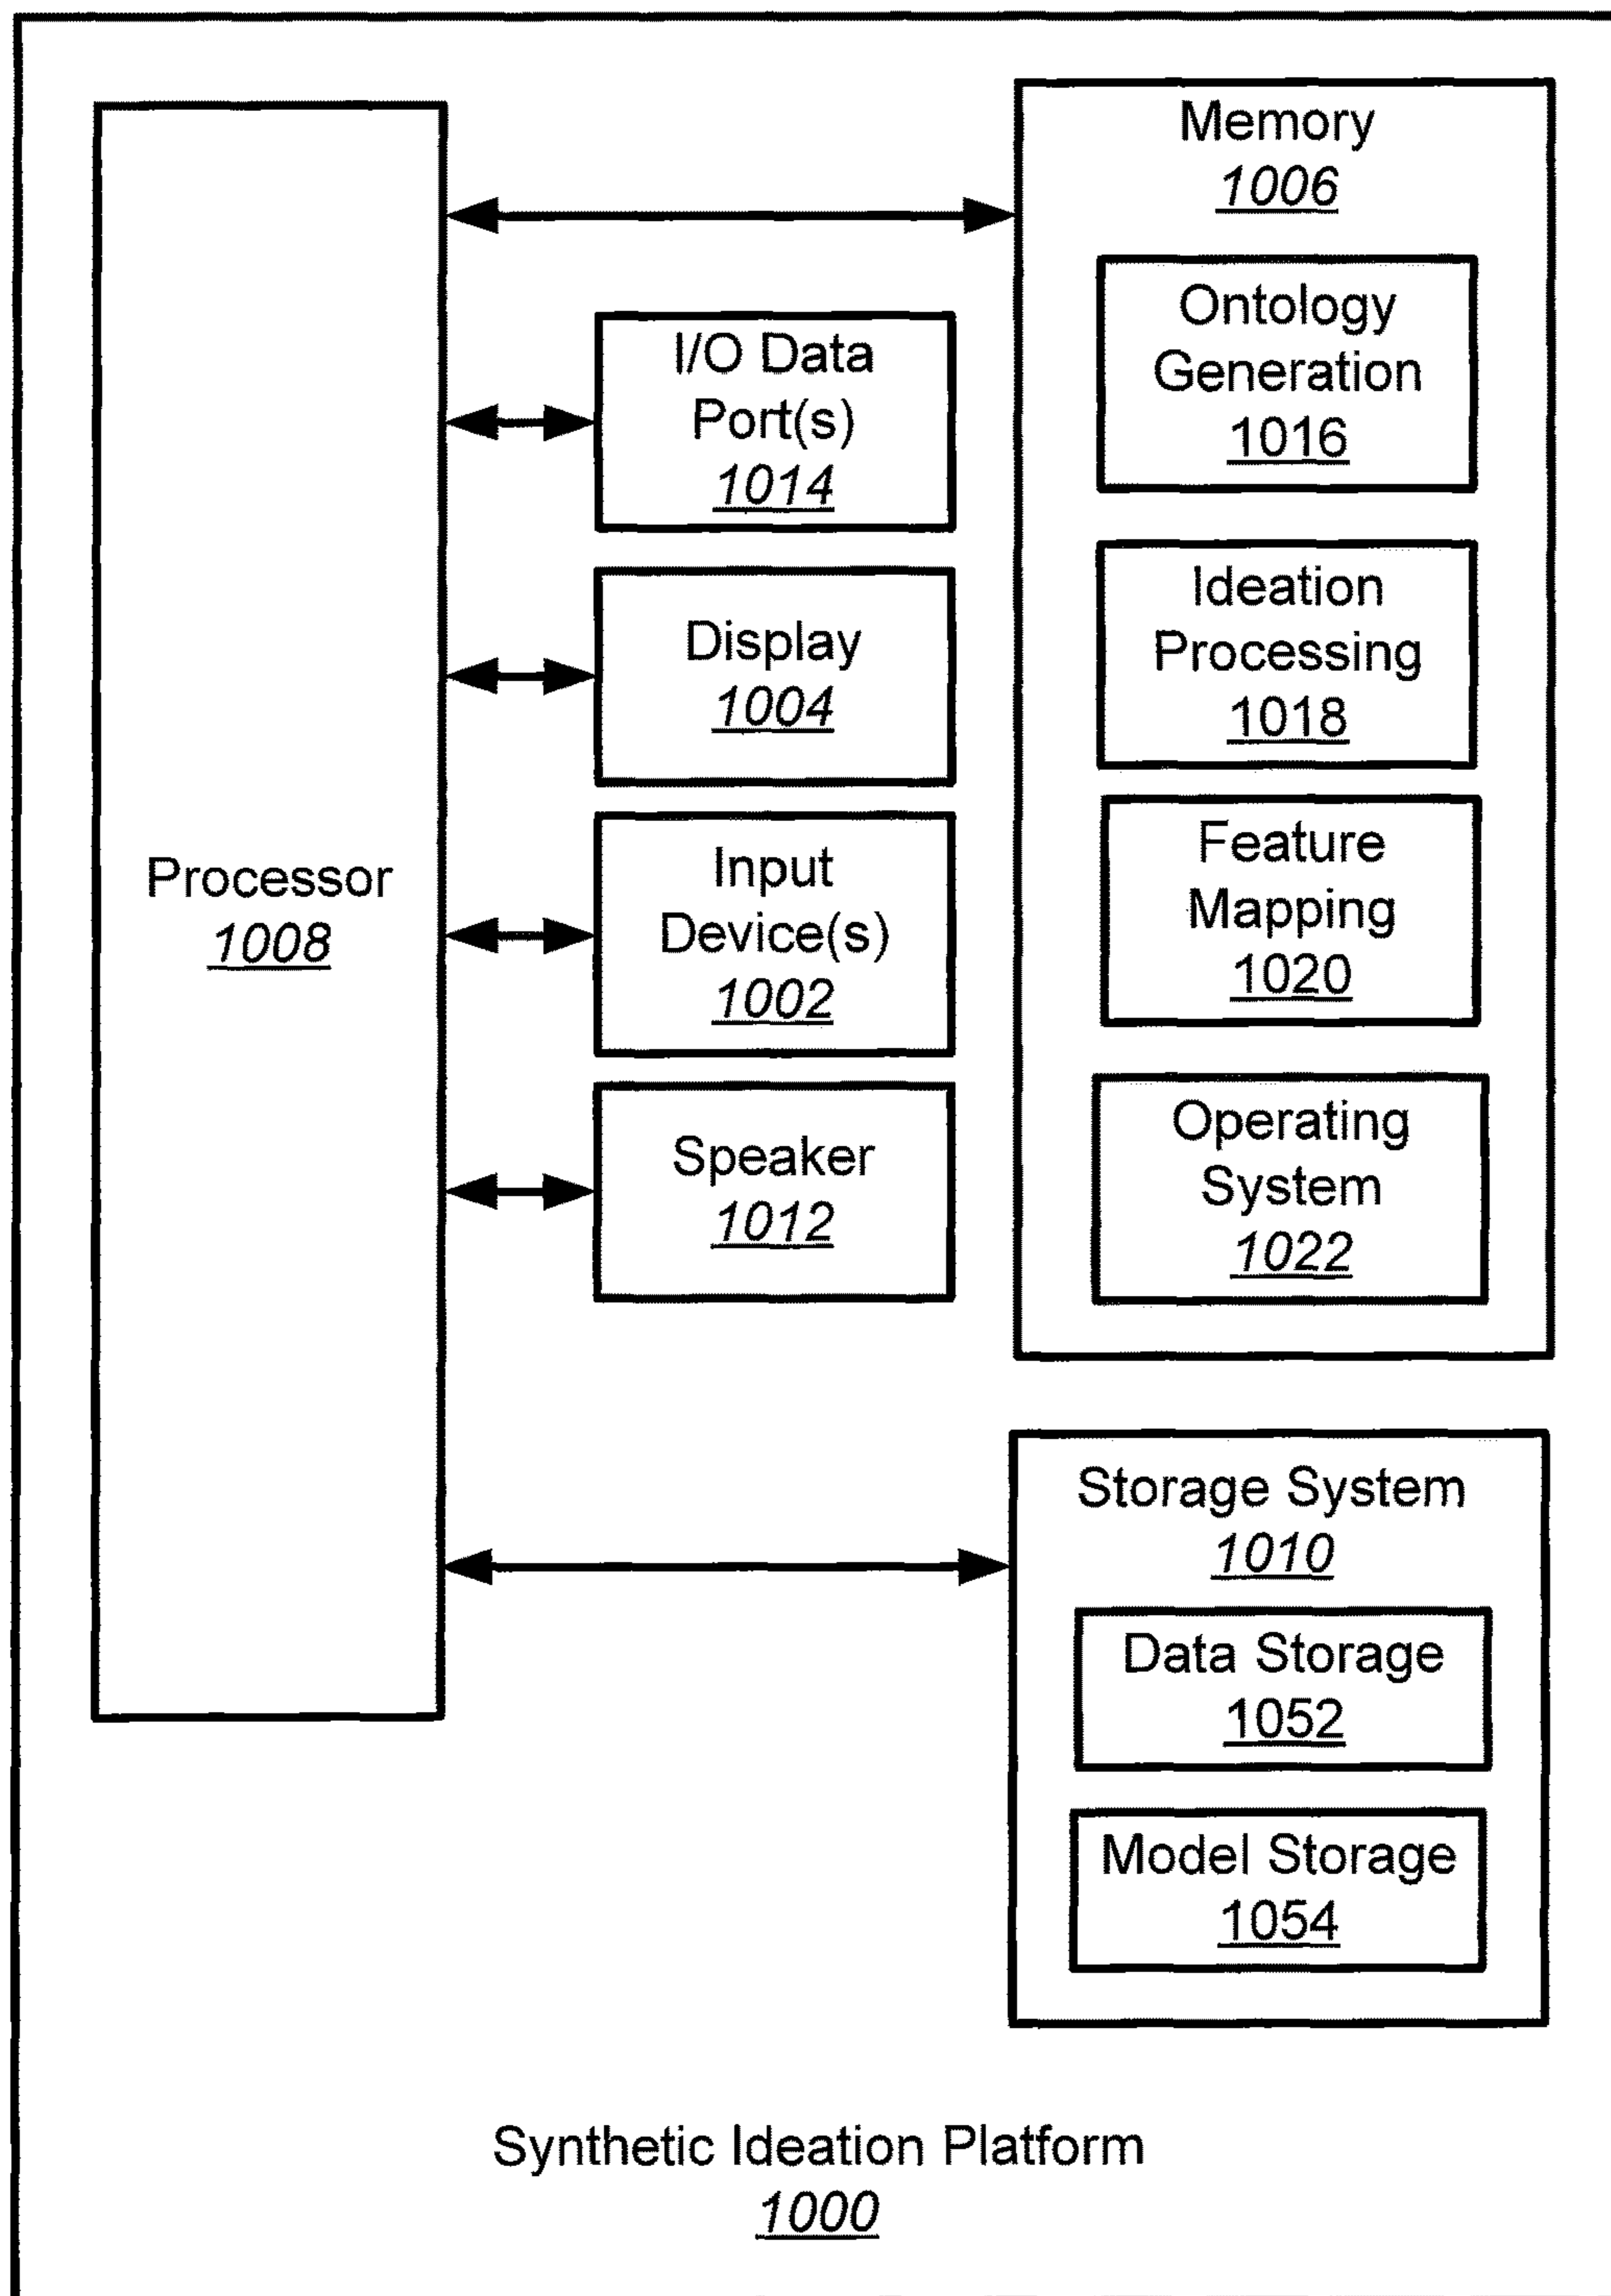 Processor
1008
I/O Data
Port(s)
1014
Display
1004
Input
Device(s)
1002
Speaker
1012
Memory
1006
Ontology
Generation
1016
Ideation
Processing
1018
Feature
Mapping
1020
Operating
System
1022
Storage System
1010
Data Storage
1052
Model Storage
1054
Synthetic Ideation Platform
1000